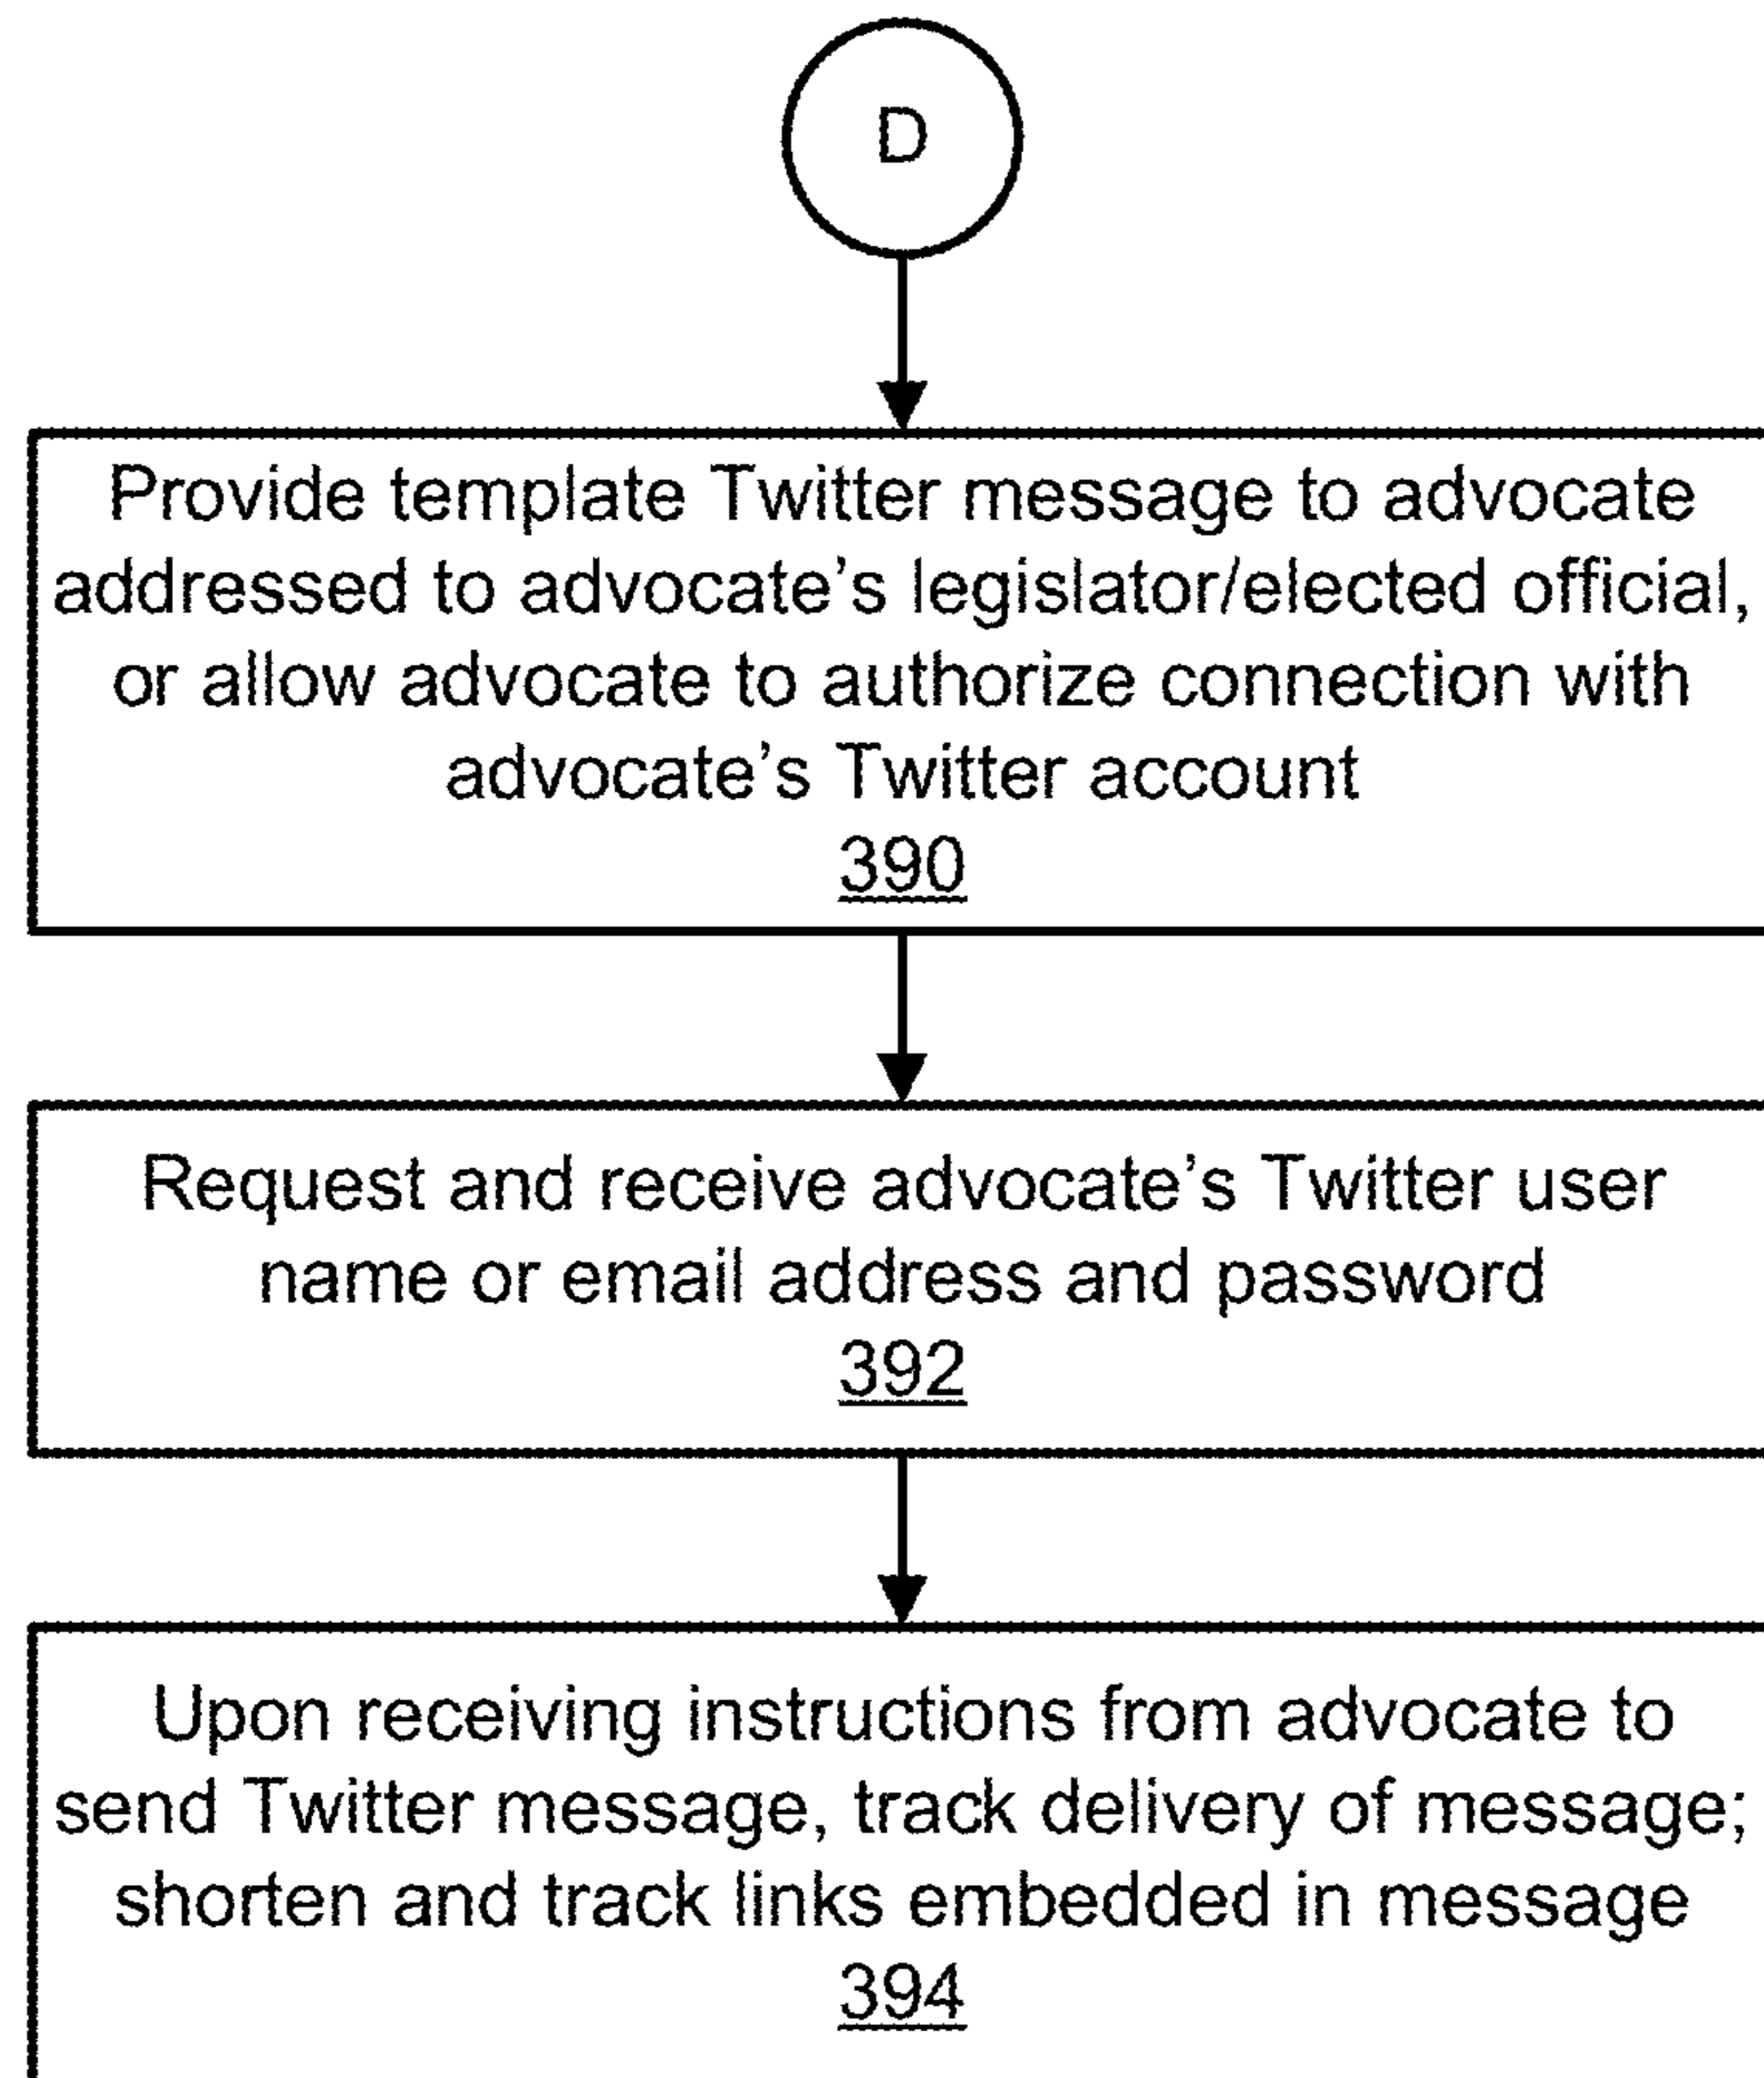 D
Provide template Twitter message to advocate
addressed to advocate’s legislator/elected official,
or allow advocate to authorize connection with
advocate’s Twitter account
390
Request and receive advocate’s Twitter user
name or email address and password
392
Upon receiving instructions from advocate to
send Twitter message, track delivery of message;
shorten and track links embedded in message
394